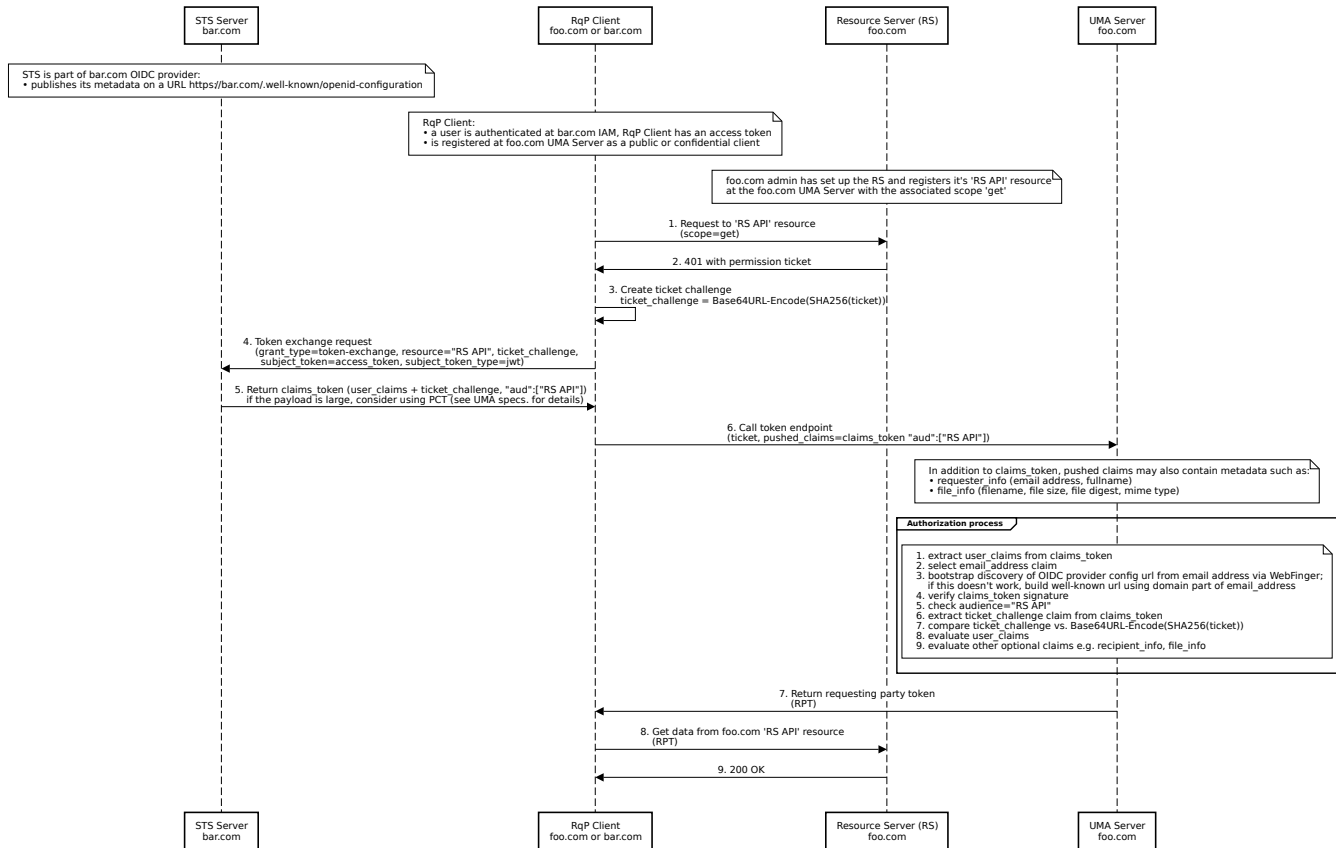 STS Server
bar.com
RqP Client
foo.com or bar.com
Resource Server (RS)
foo.com
UMA Server
foo.com
STS is part of bar.com OIDC provider:
• publishes its metadata on a URL https://bar.com/.well-known/openid-configuration
RqP Client:
• a user is authenticated at bar.com IAM, RqP Client has an access token
• is registered at foo.com UMA Server as a public or confidential client
foo.com admin has set up the RS and registers it's 'RS API' resource
at the foo.com UMA Server with the associated scope 'get'
1. Request to 'RS API' resource
(scope=get)
2. 401 with permission ticket
3. Create ticket challenge
ticket_challenge = Base64URL-Encode(SHA256(ticket))
4. Token exchange request
(grant_type=token-exchange, resource="RS API", ticket_challenge,
subject_token=access_token, subject_token_type=jwt)
5. Return claims_token (user_claims + ticket_challenge, "aud":["RS API"])
if the payload is large, consider using PCT (see UMA specs. for details)
6. Call token endpoint
(ticket, pushed_claims=claims_token "aud":["RS API"])
In addition to claims_token, pushed claims may also contain metadata such as:
• requester_info (email address, fullname)
• file_info (filename, file size, file digest, mime type)
Authorization process
1. extract user_claims from claims_token
2. select email_address claim
3. bootstrap discovery of OIDC provider config url from email address via WebFinger;
if this doesn't work, build well-known url using domain part of email_address
4. verify claims_token signature
5. check audience="RS API"
6. extract ticket_challenge claim from claims_token
7. compare ticket_challenge vs. Base64URL-Encode(SHA256(ticket))
8. evaluate user_claims
9. evaluate other optional claims e.g. recipient_info, file_info
7. Return requesting party token
(RPT)
8. Get data from foo.com 'RS API' resource
(RPT)
9. 200 OK
STS Server
bar.com
RqP Client
foo.com or bar.com
Resource Server (RS)
foo.com
UMA Server
foo.com